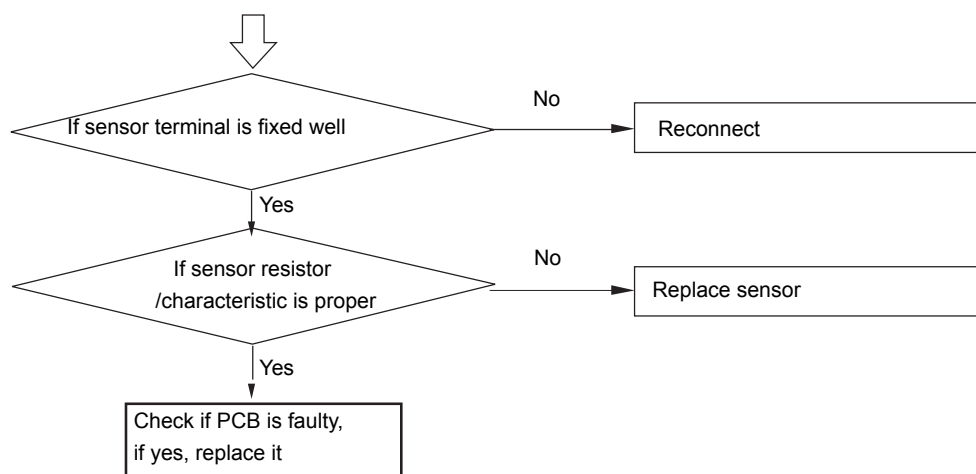 If sensor terminal is fixed well
No
Reconnect
Yes
If sensor resistor
/characteristic is proper
No
Replace sensor
Yes
Check if PCB is faulty,
if yes, replace it